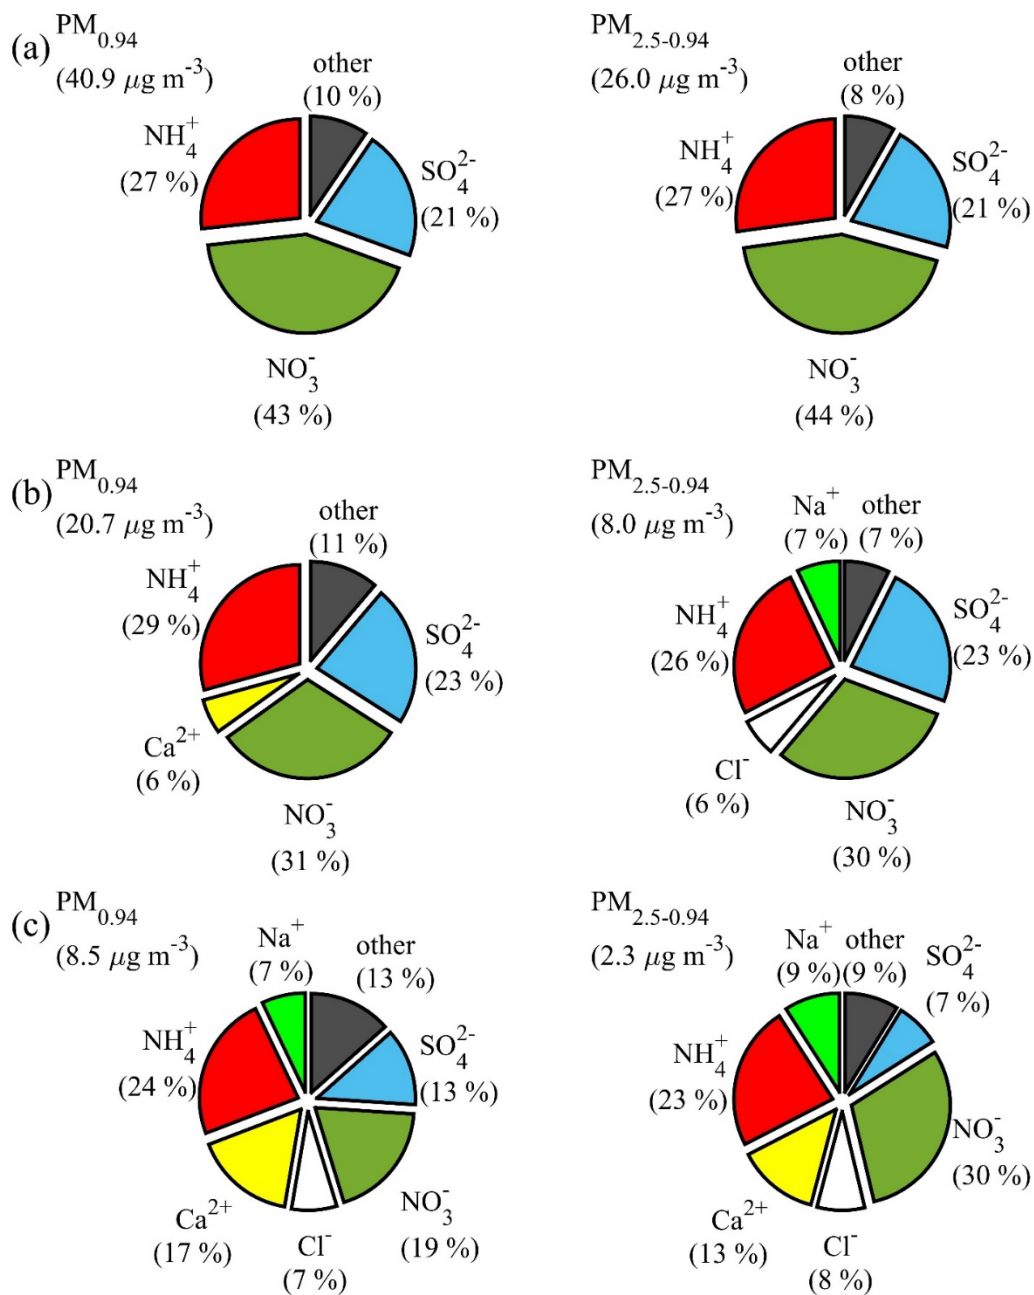 (a) PM0.94
(40.9 μg m-3)
other
(10 %)
NH4+
(27 %)
SO42-
(21 %)
NO3-
(43 %)
PM2.5-0.94
(26.0 μg m-3)
other
(8 %)
NH4+
(27 %)
SO42-
(21 %)
NO3-
(44 %)
(b) PM0.94
(20.7 μg m-3)
other
(11 %)
NH4+
(29 %)
SO42-
(23 %)
Ca2+
(6 %)
NO3-
(31 %)
PM2.5-0.94
(8.0 μg m-3)
Na+
(7 %)
other
(7 %)
NH4+
(26 %)
SO42-
(23 %)
Cl-
(6 %)
NO3-
(30 %)
(c) PM0.94
(8.5 μg m-3)
Na+
(7 %)
other
(13 %)
NH4+
(24 %)
SO42-
(13 %)
Ca2+
(17 %)
Cl-
(7 %)
NO3-
(19 %)
PM2.5-0.94
(2.3 μg m-3)
Na+
(9 %)
other
(9 %)
SO42-
(7 %)
NH4+
(23 %)
NO3-
(30 %)
Ca2+
(13 %)
Cl-
(8 %)